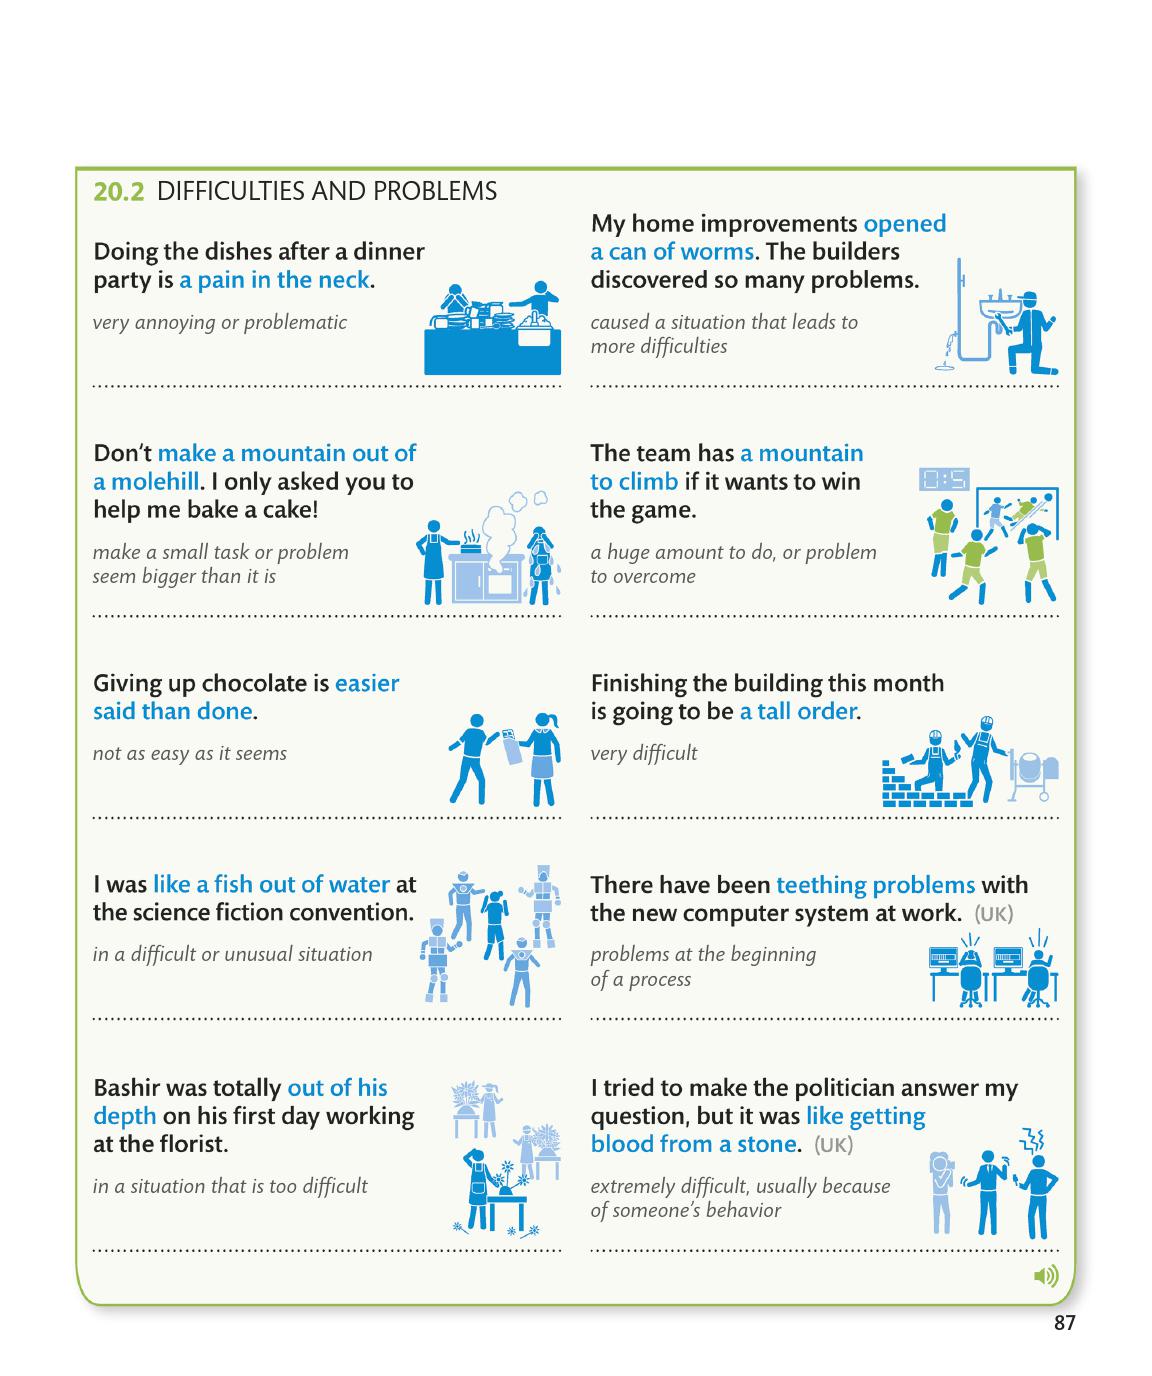 20.2 DIFFICULTIES AND PROBLEMS
Doing the dishes after a dinner
party is a pain in the neck.
very annoying or problematic
My home improvements opened
a can of worms. The builders
discovered so many problems.
caused a situation that leads to
more difficulties
Don't make a mountain out of
a molehill. I only asked you to
help me bake a cake!
make a small task or problem
seem bigger than it is
The team has a mountain
to climb if it wants to win
the game.
a huge amount to do, or problem
to overcome
0:5
Giving up chocolate is easier
said than done.
not as easy as it seems
Finishing the building this month
is going to be a tall order.
very difficult
I was like a fish out of water at
the science fiction convention.
in a difficult or unusual situation
There have been teething problems with
the new computer system at work. (UK)
problems at the beginning
of a process
Bashir was totally out of his
depth on his first day working
at the florist.
in a situation that is too difficult
I tried to make the politician answer my
question, but it was like getting
blood from a stone. (UK)
extremely difficult, usually because
of someone's behavior
87